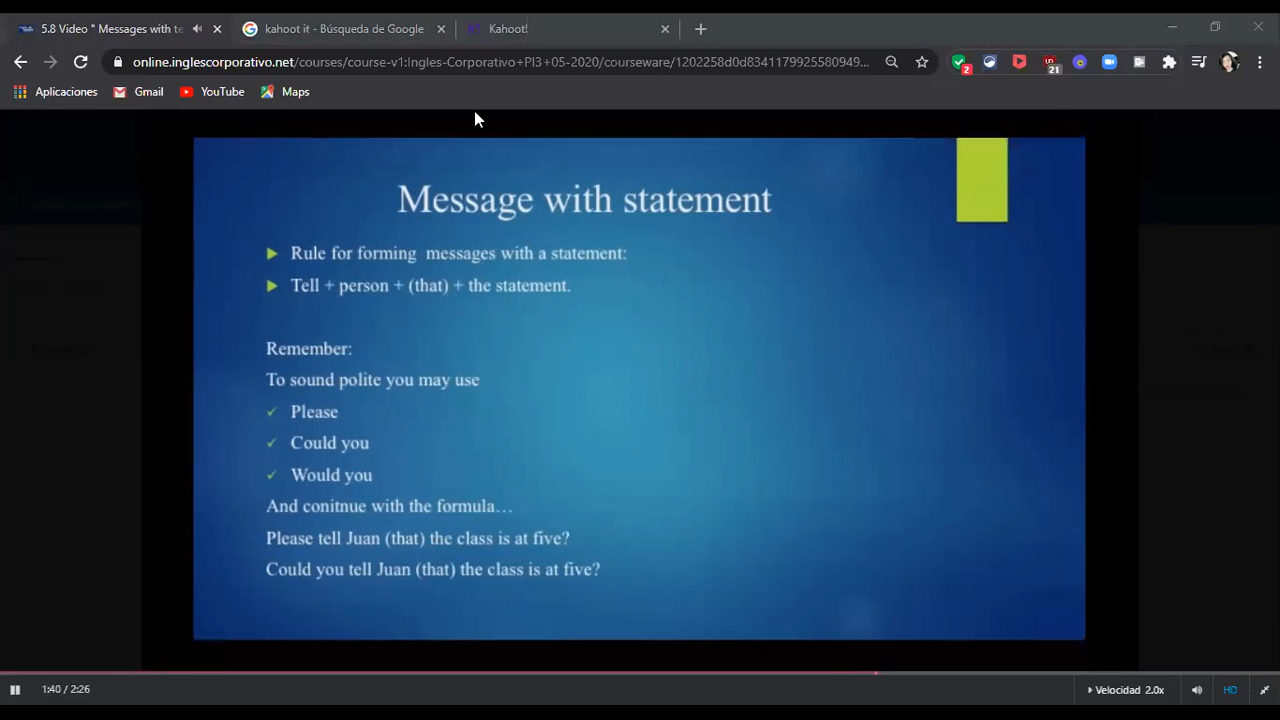 5.8 Video " Messages with te
kahoot it - Búsqueda de Google
Kahoot!
online.inglescorporativo.net/courses/course-v1:Ingles-Corporativo+PI3+05-2020/courseware/1202258d0d8341179925580949...
2
21
Aplicaciones
Gmail
YouTube
Maps
Message with statement
Rule for forming messages with a statement:
Tell + person + (that) + the statement.
Remember:
To sound polite you may use
Please
Could you
Would you
And conitnue with the formula…
Please tell Juan (that) the class is at five?
Could you tell Juan (that) the class is at five?
1:40 / 2:26
Velocidad 2.0x
HD